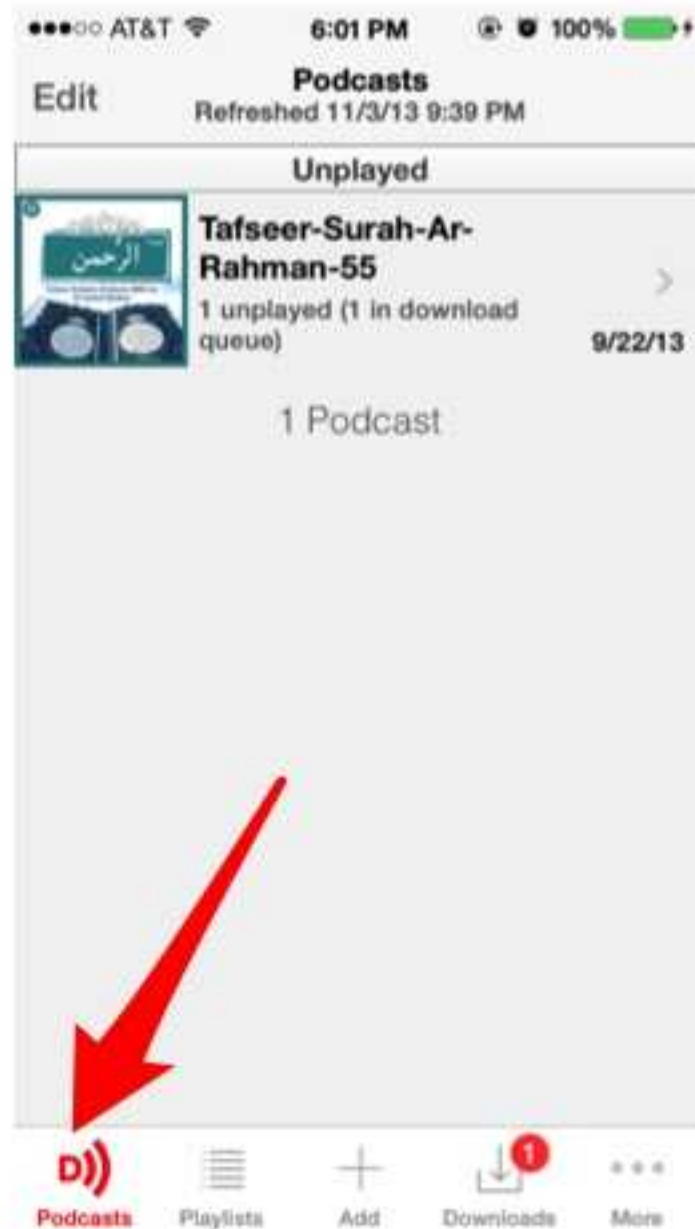 AT&T 6:01 PM 100%
Edit
Podcasts
Refreshed 11/3/13 9:39 PM
Unplayed
الرحمن
Tafseer-Surah-Ar-
Rahman-55
1 unplayed (1 in download
queue)
9/22/13
1 Podcast
D
1
Podcasts Playlists Add Downloads More